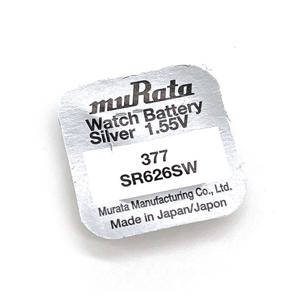 muRata
Watch Battery
Silver 1.55V
377
SR626SW
Murata Manufacturing Co., Ltd.
Made in Japan/Japon